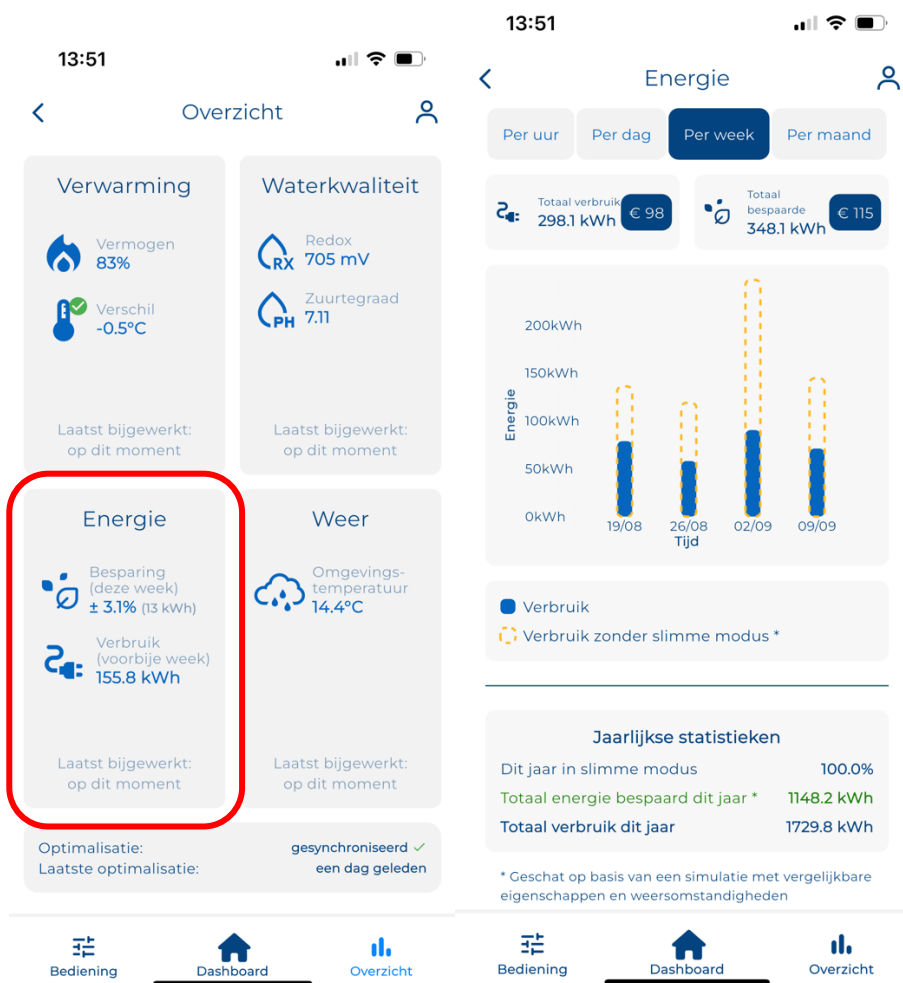 13:51
Overzicht
Verwarming
Vermogen
83%
Verschil
-0.5°C
Laatst bijgewerkt:
op dit moment
Waterkwaliteit
RX
Redox
705 mV
PH
Zuurtegraad
7.11
Laatst bijgewerkt:
op dit moment
Energie
Besparing
(deze week)
± 3.1% (13 kWh)
Verbruik
(voorbije week)
155.8 kWh
Laatst bijgewerkt:
op dit moment
Weer
Omgevings-
temperatuur
14.4°C
Laatst bijgewerkt:
op dit moment
Optimalisatie: gesynchroniseerd ✓
Laatste optimalisatie: een dag geleden
Bediening Dashboard Overzicht
13:51
Energie
Per uur Per dag Per week Per maand
Totaal verbruik
298.1 kWh
€ 98
Totaal
bespaarde
348.1 kWh
€ 115
Energie
200kWh
150kWh
100kWh
50kWh
0kWh
19/08 26/08 02/09 09/09
Tijd
Verbruik
Verbruik zonder slimme modus *
Jaarlijkse statistieken
Dit jaar in slimme modus 100.0%
Totaal energie bespaard dit jaar * 1148.2 kWh
Totaal verbruik dit jaar 1729.8 kWh
* Geschat op basis van een simulatie met vergelijkbare
eigenschappen en weersomstandigheden
Bediening Dashboard Overzicht